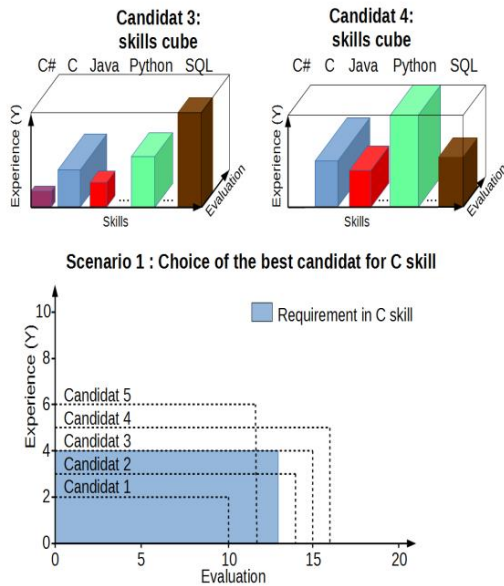 Candidat 3:
skills cube
C# C Java Python SQL
Experience (Y)
... ...
Skills
Evaluation
Candidat 4:
skills cube
C# C Java Python SQL
Experience (Y)
... ...
Skills
Evaluation
Scenario 1 : Choice of the best candidat for C skill
Requirement in C skill
Experience (Y)
10
8
6
4
2
0
Candidat 5
Candidat 4
Candidat 3
Candidat 2
Candidat 1
0 5 10 15 20
Evaluation